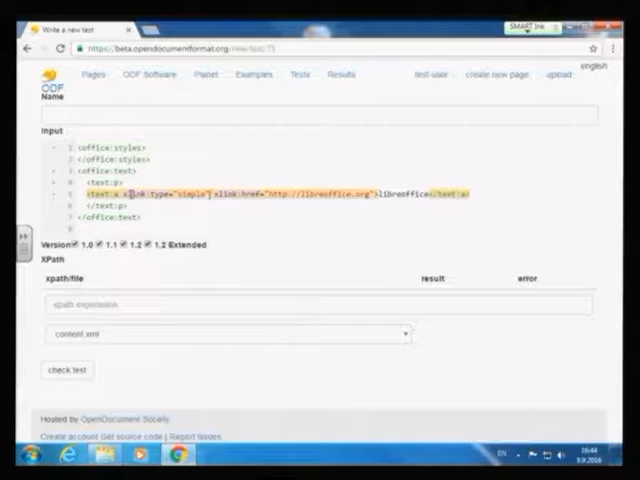 Write a new test
SMART Ink
https://beta.opendocumentformat.org/newtest/73
english
ODF
Pages ODF Software Planet Examples Tests Results test-user create new page upload
Name
Input
1 <office:styles>
2 </office:styles>
3 <office:text>
4 <text:p>
5 <text:a xlink:type="simple" xlink:href="http://libreoffice.org">libreoffice</text:a>
6 </text:p>
7 </office:text>
8
Version 1.0 1.1 1.2 1.2 Extended
XPath
xpath/file result error
xpath expression
content.xml
check test
Hosted by OpenDocument Society
Create account Get source code | Report issues
EN 16:44
9.9.2016